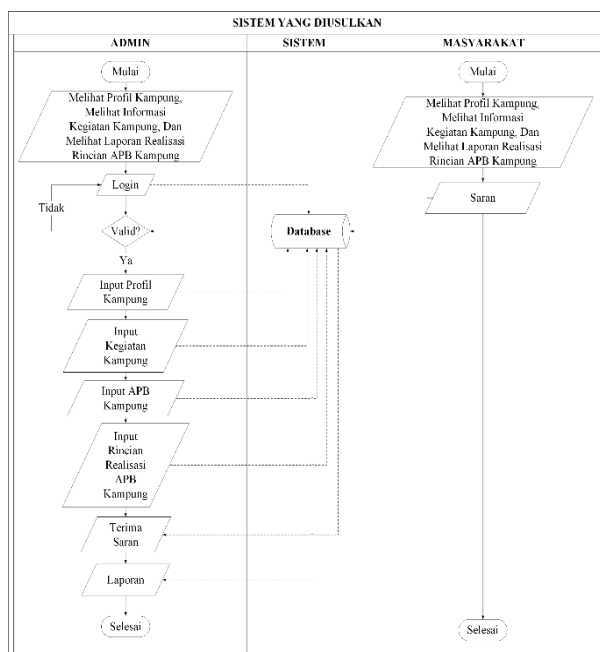 SISTEM YANG DIUSULKAN
ADMIN
SISTEM
MASYARAKAT
Mulai
Melihat Profil Kampung,
Melihat Informasi
Kegiatan Kampung, Dan
Melihat Laporan Realisasi
Rincian APB Kampung
Login
Tidak
Valid?
Ya
Input Profil
Kampung
Input
Kegiatan
Kampung
Input APB
Kampung
Input
Rincian
Realisasi
APB
Kampung
Terima
Saran
Laporan
Selesai
Database
Mulai
Melihat Profil Kampung,
Melihat Informasi
Kegiatan Kampung, Dan
Melihat Laporan Realisasi
Rincian APB Kampung
Saran
Selesai